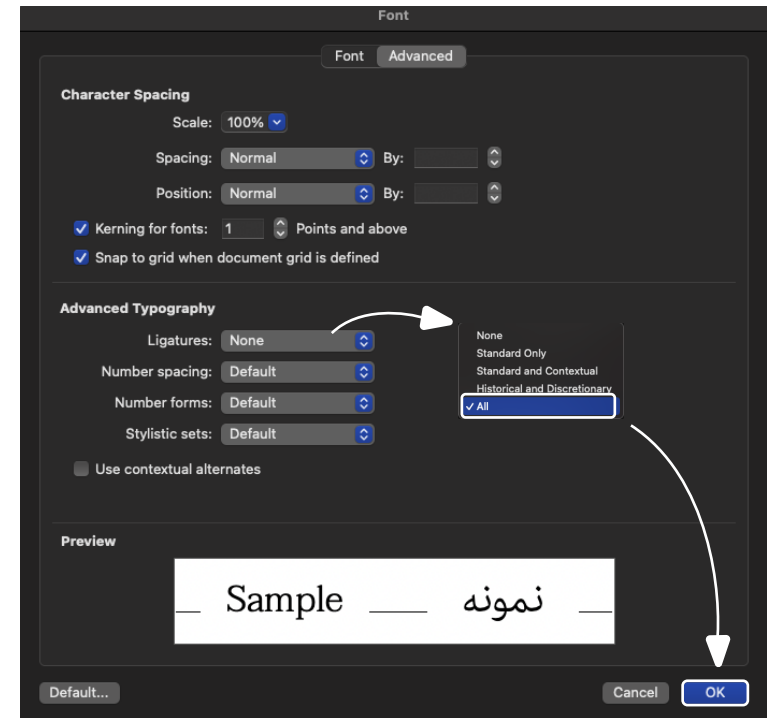 Font
Font Advanced
Character Spacing
Scale: 100%
Spacing: Normal By:
Position: Normal By:
Kerning for fonts: 1 Points and above
Snap to grid when document grid is defined
Advanced Typography
Ligatures: None
Number spacing: Default
Number forms: Default
Stylistic sets: Default
Use contextual alternates
None
Standard Only
Standard and Contextual
Historical and Discretionary
✓ All
Preview
Sample نمونه
Default... Cancel OK